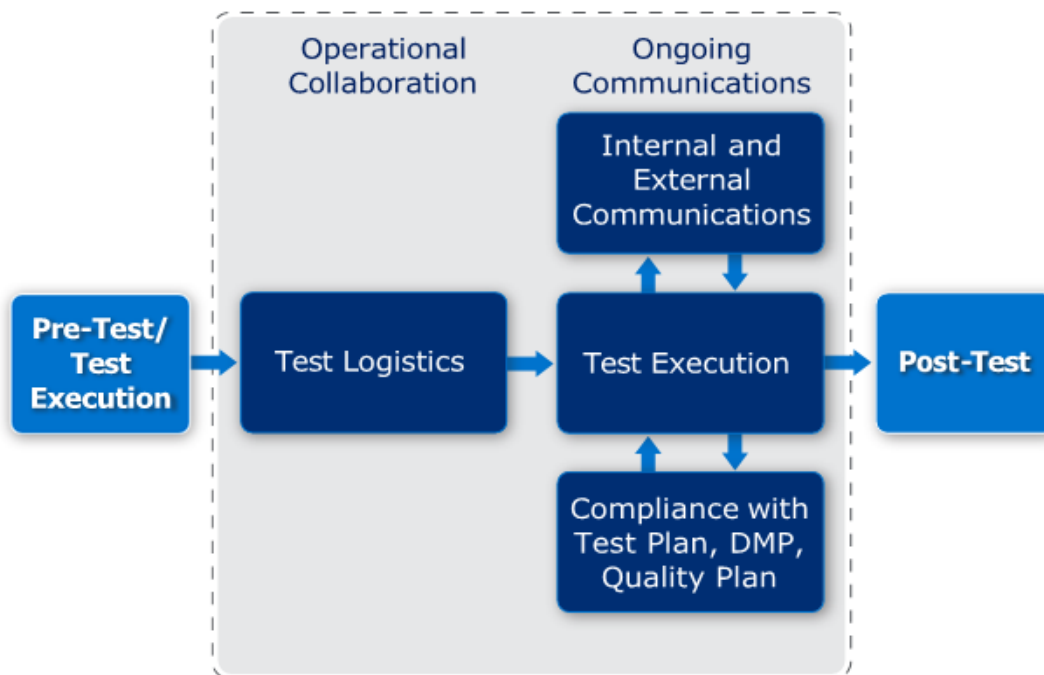 Operational
Collaboration
Ongoing
Communications
Internal and
External
Communications
Pre-Test/
Test
Execution
Test Logistics
Test Execution
Post-Test
Compliance with
Test Plan, DMP,
Quality Plan